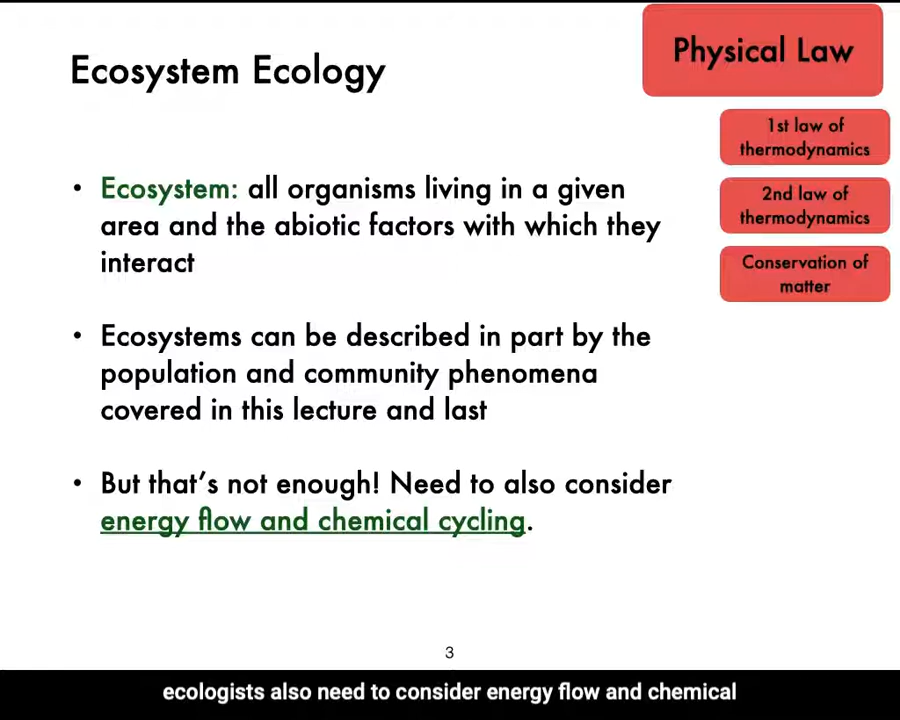 Ecosystem Ecology
Physical Law
1st law of
thermodynamics
2nd law of
thermodynamics
Conservation of
matter
• Ecosystem: all organisms living in a given
area and the abiotic factors with which they
interact
• Ecosystems can be described in part by the
population and community phenomena
covered in this lecture and last
• But that’s not enough! Need to also consider
energy flow and chemical cycling.
3
ecologists also need to consider energy flow and chemical